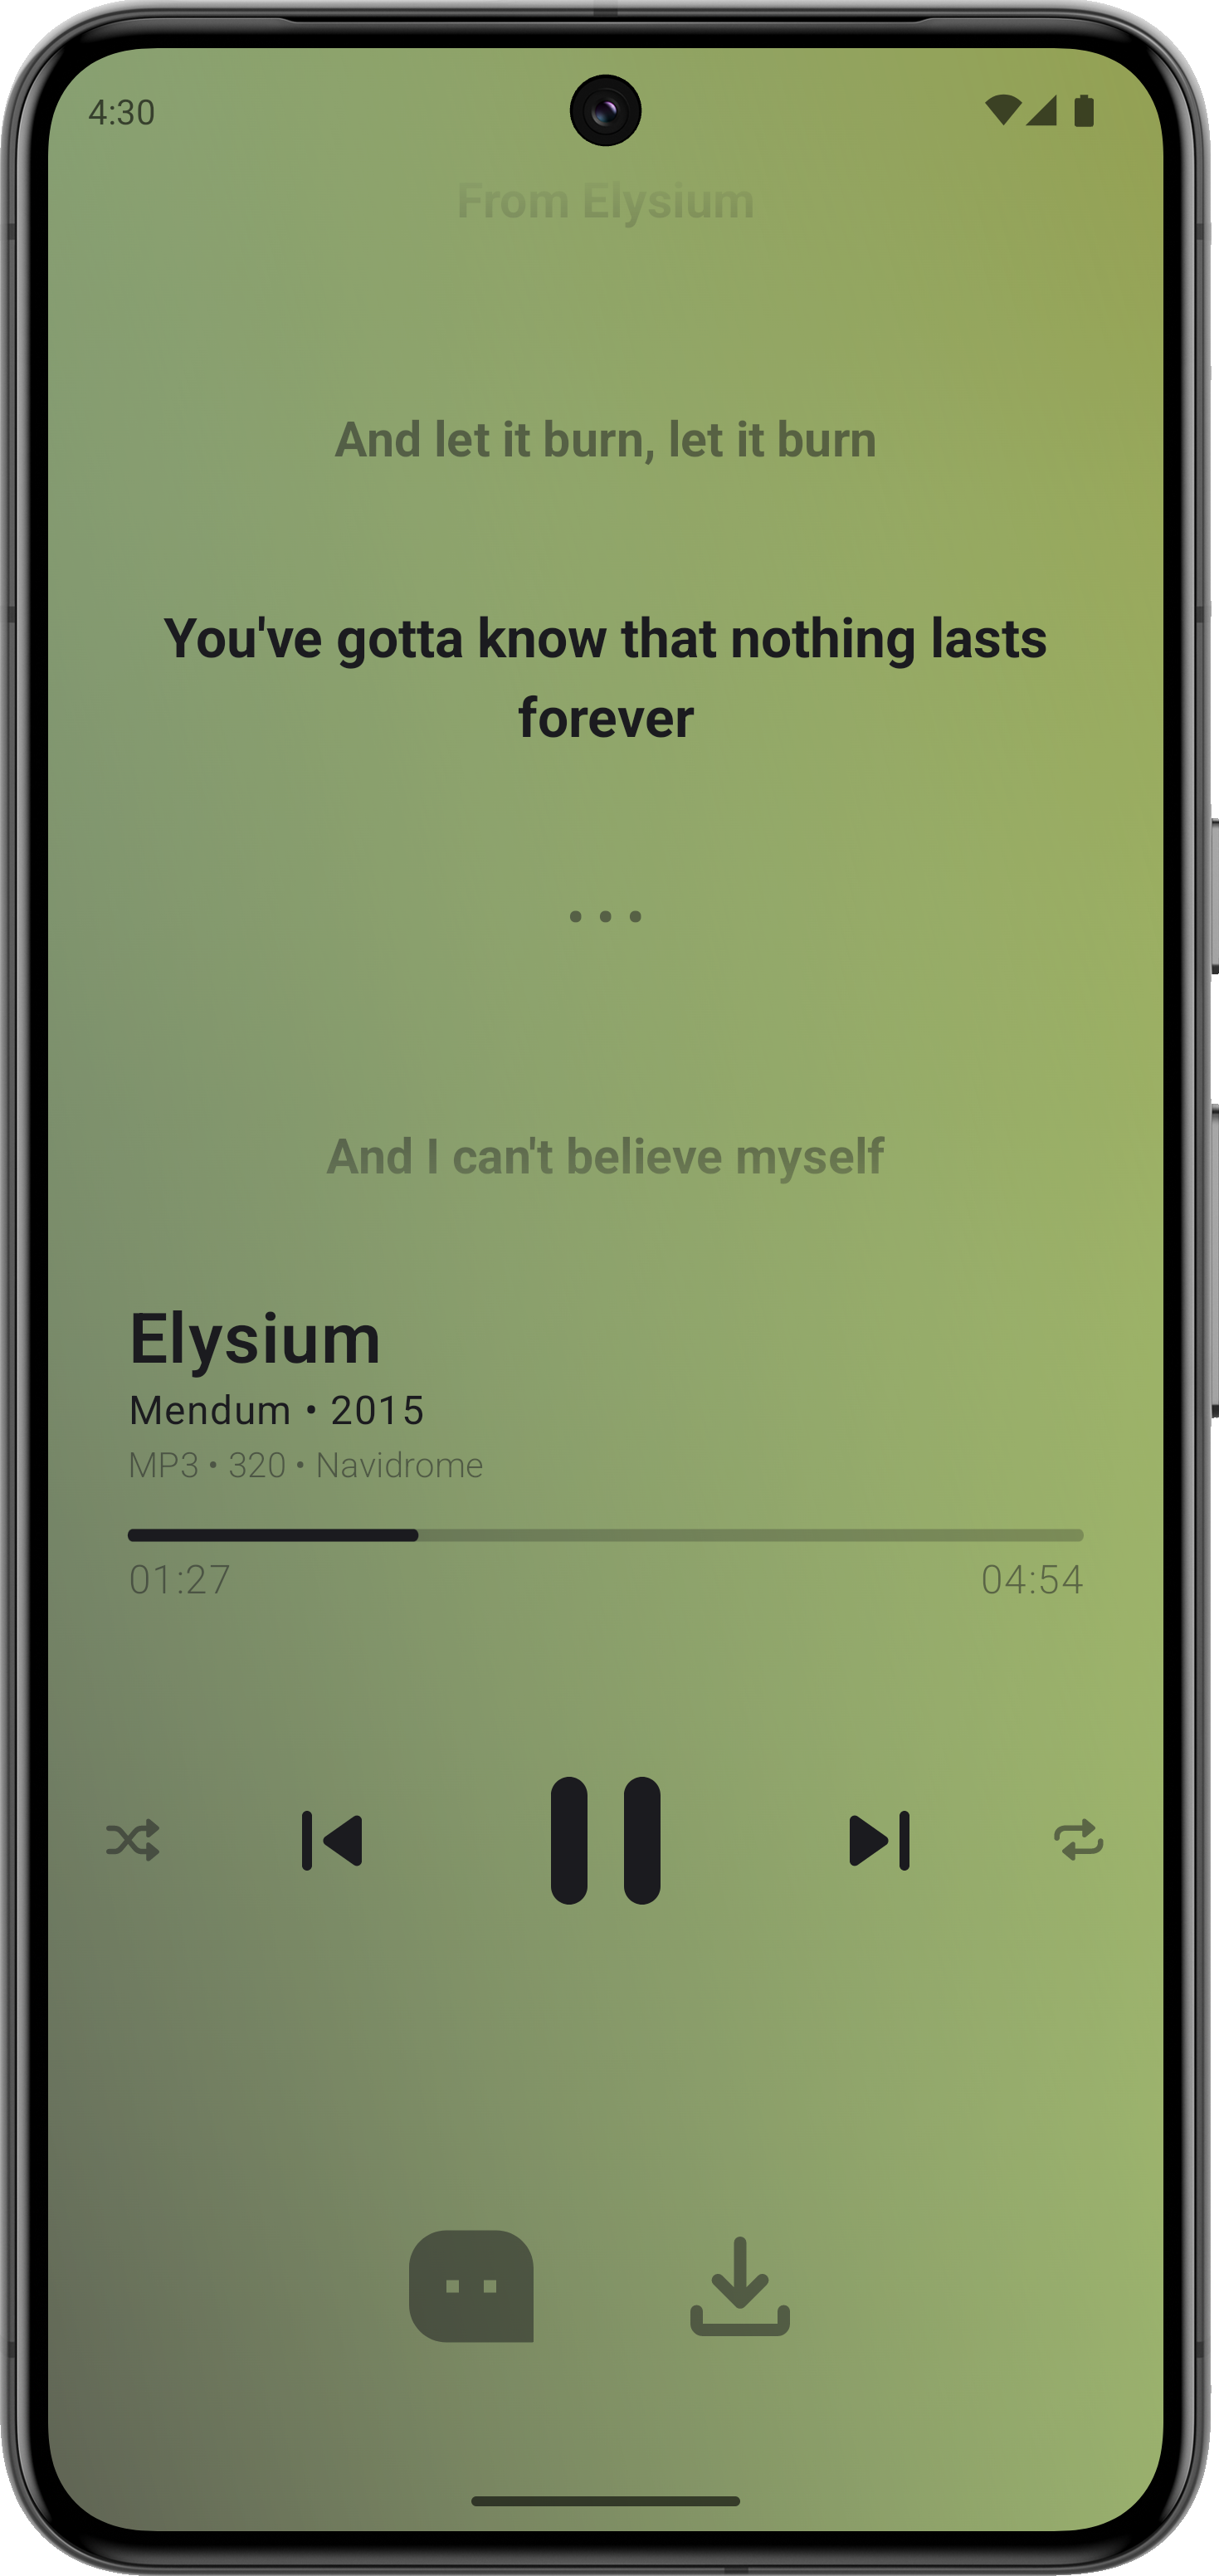 4:30
From Elysium
And let it burn, let it burn
You've gotta know that nothing lasts
forever
• • •
And I can't believe myself
Elysium
Mendum • 2015
MP3 • 320 • Navidrome
01:27
04:54